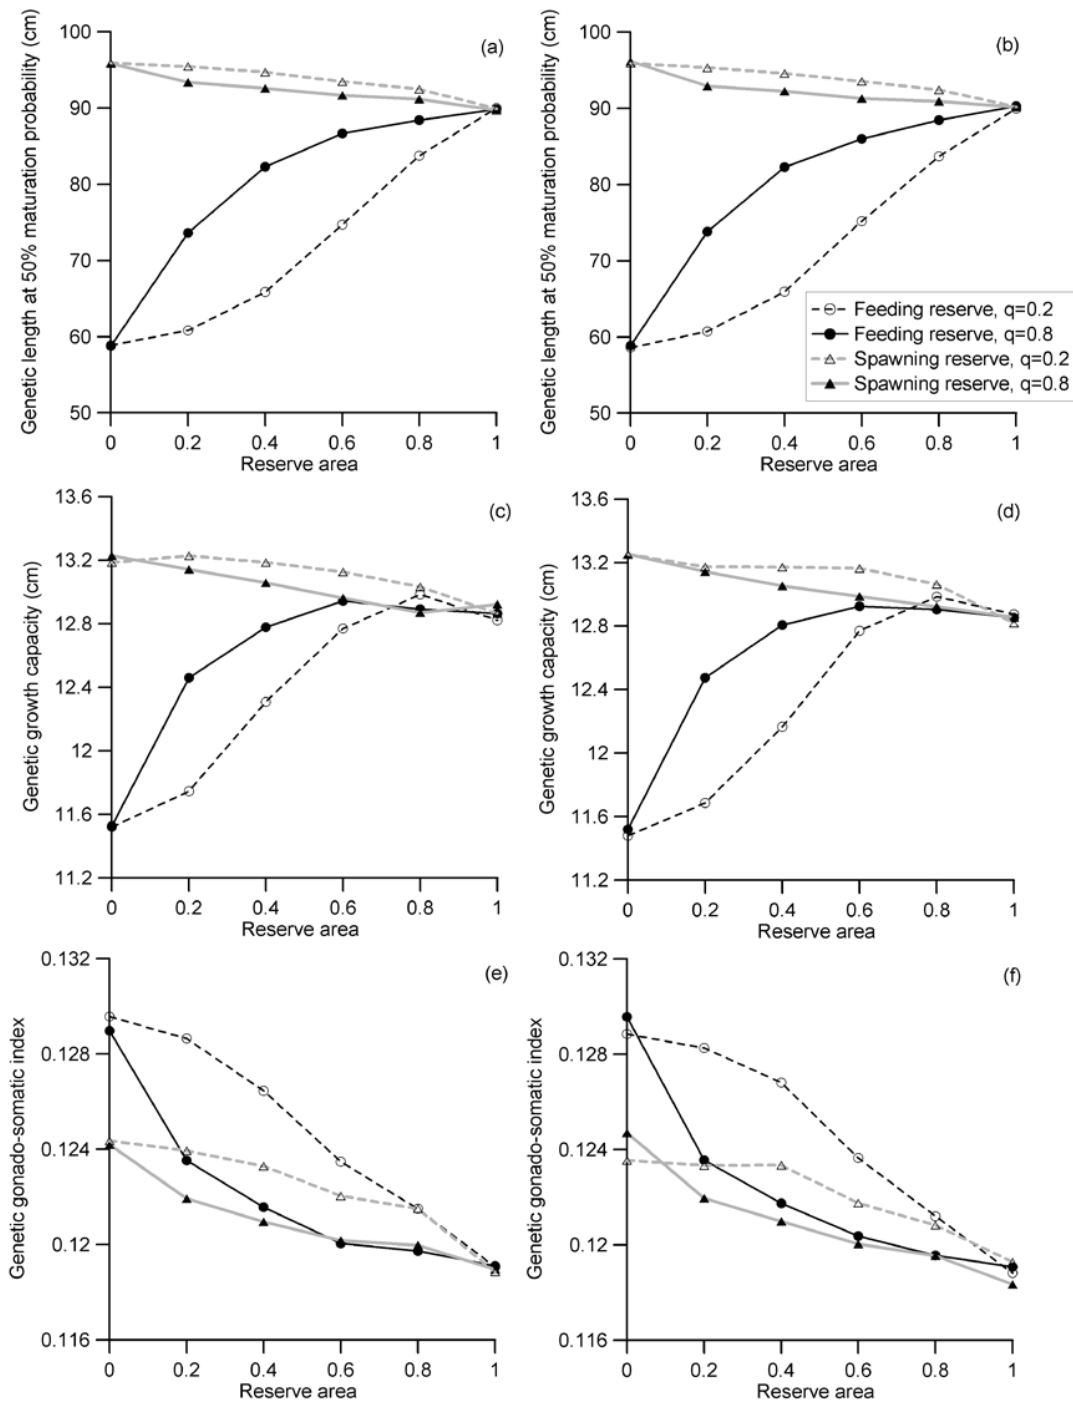 (a)
Genetic length at 50% maturation probability (cm)
100
90
80
70
60
50
0 0.2 0.4 0.6 0.8 1
Reserve area
(b)
Genetic length at 50% maturation probability (cm)
100
90
80
70
60
50
0 0.2 0.4 0.6 0.8 1
Reserve area
Feeding reserve, q=0.2
Feeding reserve, q=0.8
Spawning reserve, q=0.2
Spawning reserve, q=0.8
(c)
Genetic growth capacity (cm)
13.6
13.2
12.8
12.4
12
11.6
11.2
0 0.2 0.4 0.6 0.8 1
Reserve area
(d)
Genetic growth capacity (cm)
13.6
13.2
12.8
12.4
12
11.6
11.2
0 0.2 0.4 0.6 0.8 1
Reserve area
(e)
Genetic gonado-somatic index
0.132
0.128
0.124
0.12
0.116
0 0.2 0.4 0.6 0.8 1
Reserve area
(f)
Genetic gonado-somatic index
0.132
0.128
0.124
0.12
0.116
0 0.2 0.4 0.6 0.8 1
Reserve area